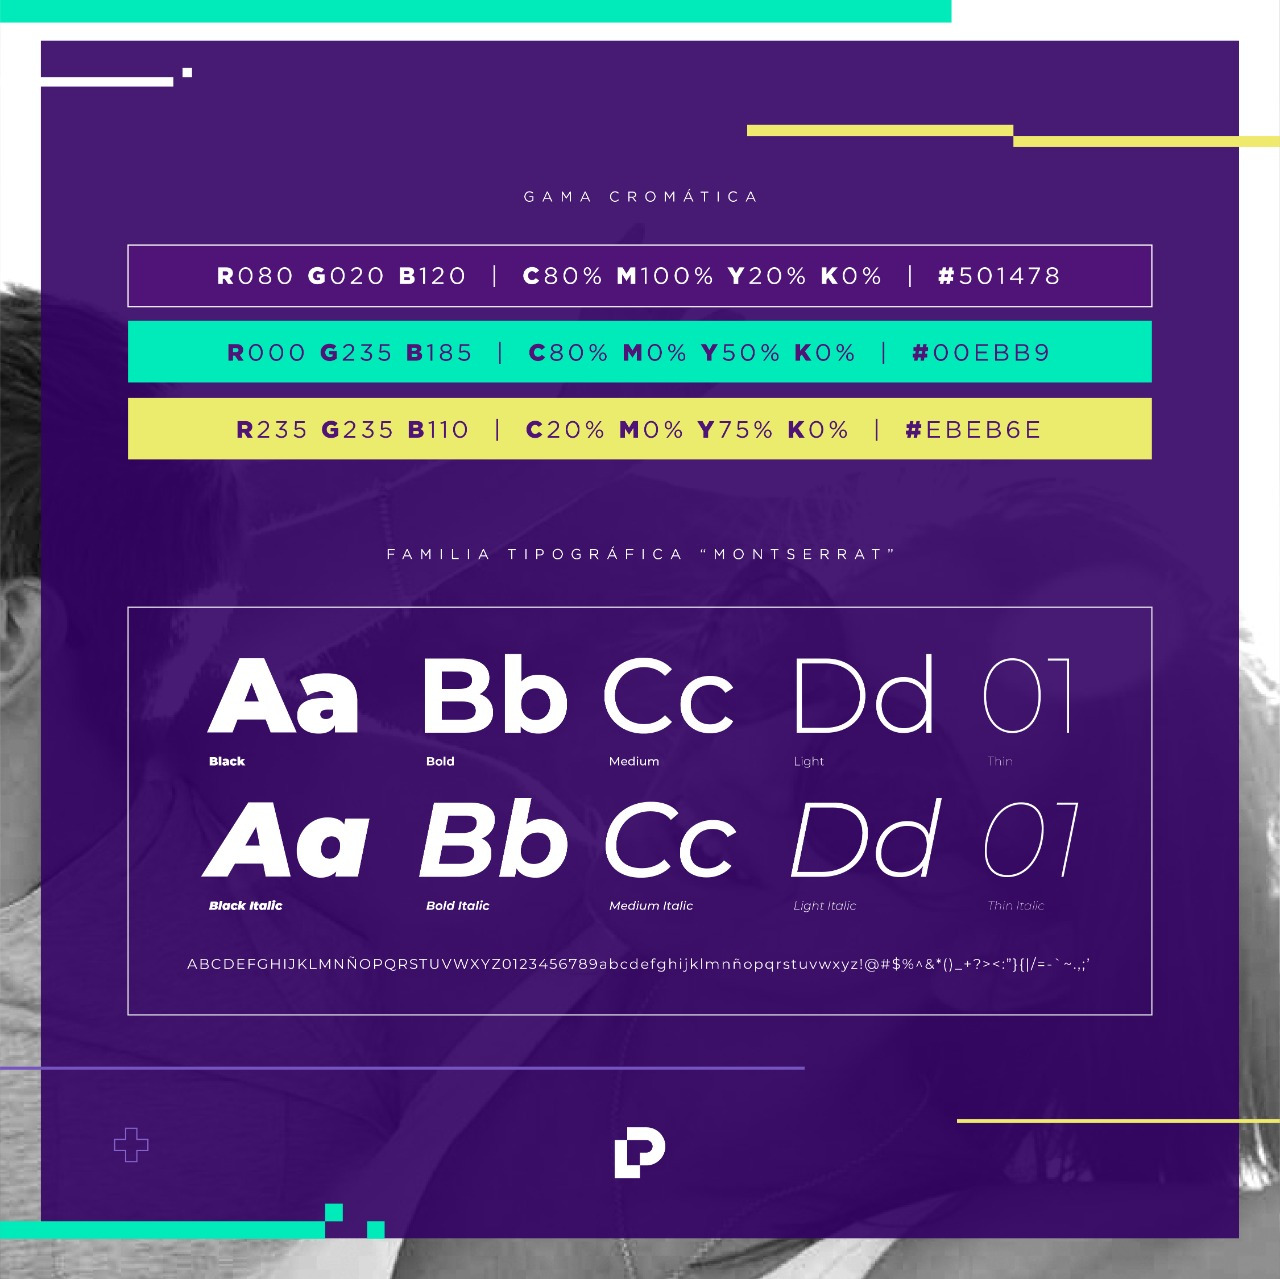 GAMA CROMÁTICA
R080 G020 B120 | C80% M100% Y20% K0% | #501478
R000 G235 B185 | C80% M0% Y50% K0% | #00EBB9
R235 G235 B110 | C20% M0% Y75% K0% | #EBEB6E
FAMILIA TIPOGRÁFICA “MONTSERRAT”
Aa Bb Cc Dd 01
Black Bold Medium Light Thin
Aa Bb Cc Dd 01
Black Italic Bold Italic Medium Italic Light Italic Thin Italic
ABCDEFGHIJKLMNÑOPQRSTUVWXYZ0123456789abcdefghijklmnñopqrstuvwxyz!@#$%^&*()_+?><:”}{|/=-`~.,;’
P